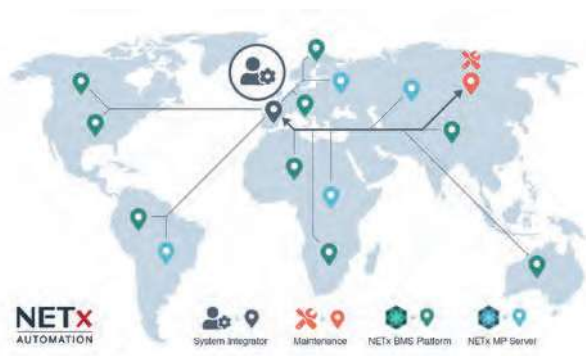 NETx
AUTOMATION
System Integrator
Maintenance
NETx BMS Platform
NETx MP Server